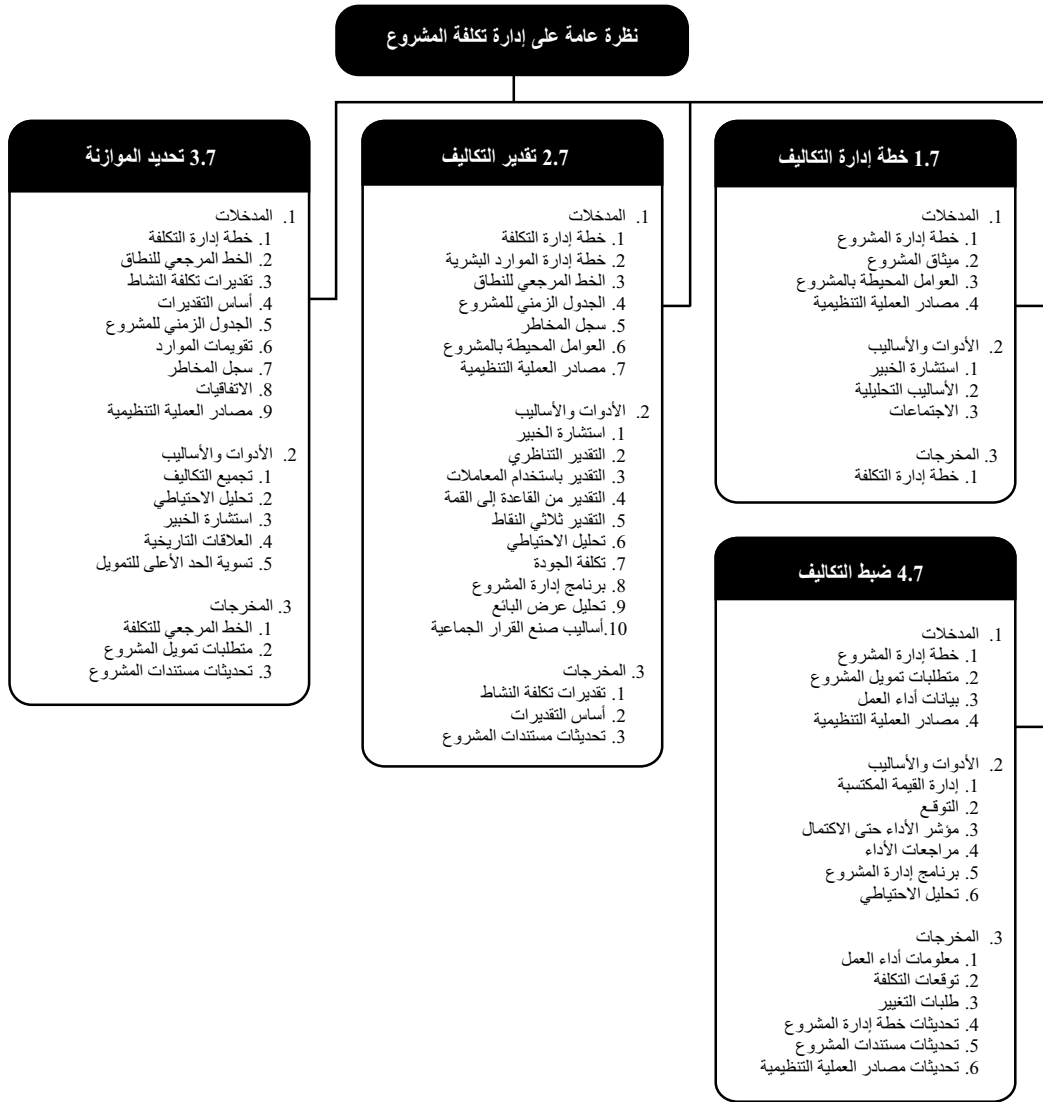 نظرة عامة على إدارة تكلفة المشروع
1.7 خطة إدارة التكاليف
1. المدخلات
1. خطة إدارة المشروع
2. ميثاق المشروع
3. العوامل المحيطة بالمشروع
4. مصادر العملية التنظيمية
2. الأدوات والأساليب
1. استشارة الخبير
2. الأساليب التحليلية
3. الاجتماعات
3. المخرجات
1. خطة إدارة التكلفة
2.7 تقدير التكاليف
1. المدخلات
1. خطة إدارة التكلفة
2. خطة إدارة الموارد البشرية
3. الخط المرجعي للنطاق
4. الجدول الزمني للمشروع
5. سجل المخاطر
6. العوامل المحيطة بالمشروع
7. مصادر العملية التنظيمية
2. الأدوات والأساليب
1. استشارة الخبير
2. التقدير التناظري
3. التقدير باستخدام المعاملات
4. التقدير من القاعدة إلى القمة
5. التقدير ثلاثي النقاط
6. تحليل الاحتياطي
7. تكلفة الجودة
8. برنامج إدارة المشروع
9. تحليل عرض البائع
10.أساليب صنع القرار الجماعية
3. المخرجات
1. تقديرات تكلفة النشاط
2. أساس التقديرات
3. تحديثات مستندات المشروع
3.7 تحديد الموازنة
1. المدخلات
1. خطة إدارة التكلفة
2. الخط المرجعي للنطاق
3. تقديرات تكلفة النشاط
4. أساس التقديرات
5. الجدول الزمني للمشروع
6. تقويمات الموارد
7. سجل المخاطر
8. الاتفاقيات
9. مصادر العملية التنظيمية
2. الأدوات والأساليب
1. تجميع التكاليف
2. تحليل الاحتياطي
3. استشارة الخبير
4. العلاقات التاريخية
5. تسوية الحد الأعلى للتمويل
3. المخرجات
1. الخط المرجعي للتكلفة
2. متطلبات تمويل المشروع
3. تحديثات مستندات المشروع
4.7 ضبط التكاليف
1. المدخلات
1. خطة إدارة المشروع
2. متطلبات تمويل المشروع
3. بيانات أداء العمل
4. مصادر العملية التنظيمية
2. الأدوات والأساليب
1. إدارة القيمة المكتسبة
2. التوقع
3. مؤشر الأداء حتى الاكتمال
4. مراجعات الأداء
5. برنامج إدارة المشروع
6. تحليل الاحتياطي
3. المخرجات
1. معلومات أداء العمل
2. توقعات التكلفة
3. طلبات التغيير
4. تحديثات خطة إدارة المشروع
5. تحديثات مستندات المشروع
6. تحديثات مصادر العملية التنظيمية